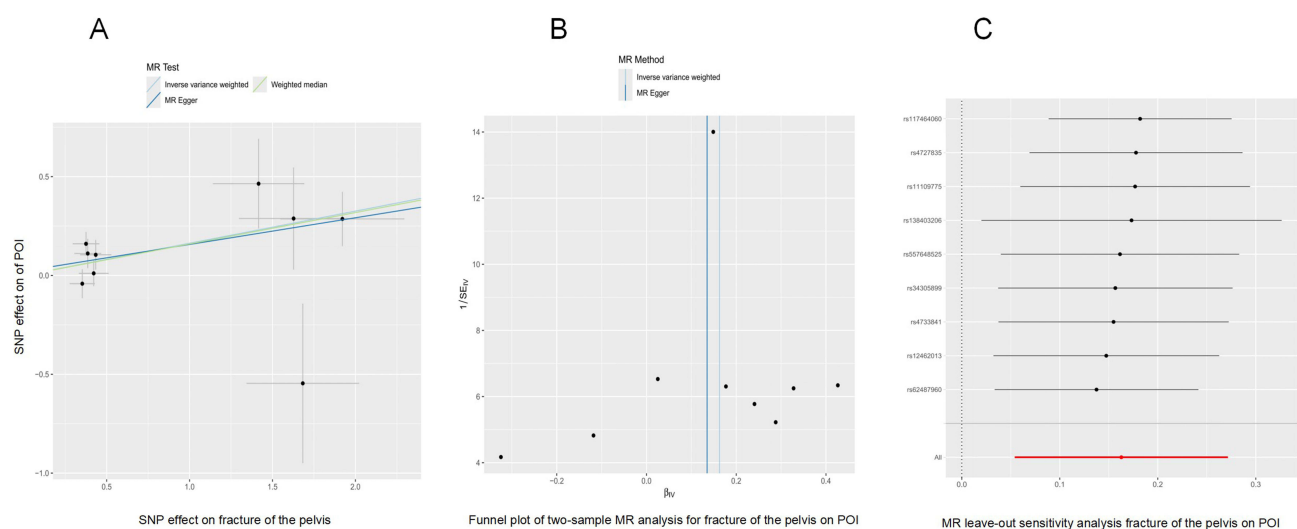 A
B
C
MR Test
Inverse variance weighted
Weighted median
MR Egger
SNP effect on of POI
0.5
0.0
−0.5
−1.0
0.5
1.0
1.5
2.0
SNP effect on fracture of the pelvis
MR Method
Inverse variance weighted
MR Egger
1/SEIV
14
12
10
8
6
4
−0.2
0.0
0.2
0.4
βIV
Funnel plot of two-sample MR analysis for fracture of the pelvis on POI
rs117464060
rs4727835
rs11109775
rs138403206
rs557648525
rs34305899
rs4733841
rs12462013
rs62487960
All
0.0
0.1
0.2
0.3
MR leave-out sensitivity analysis fracture of the pelvis on POI